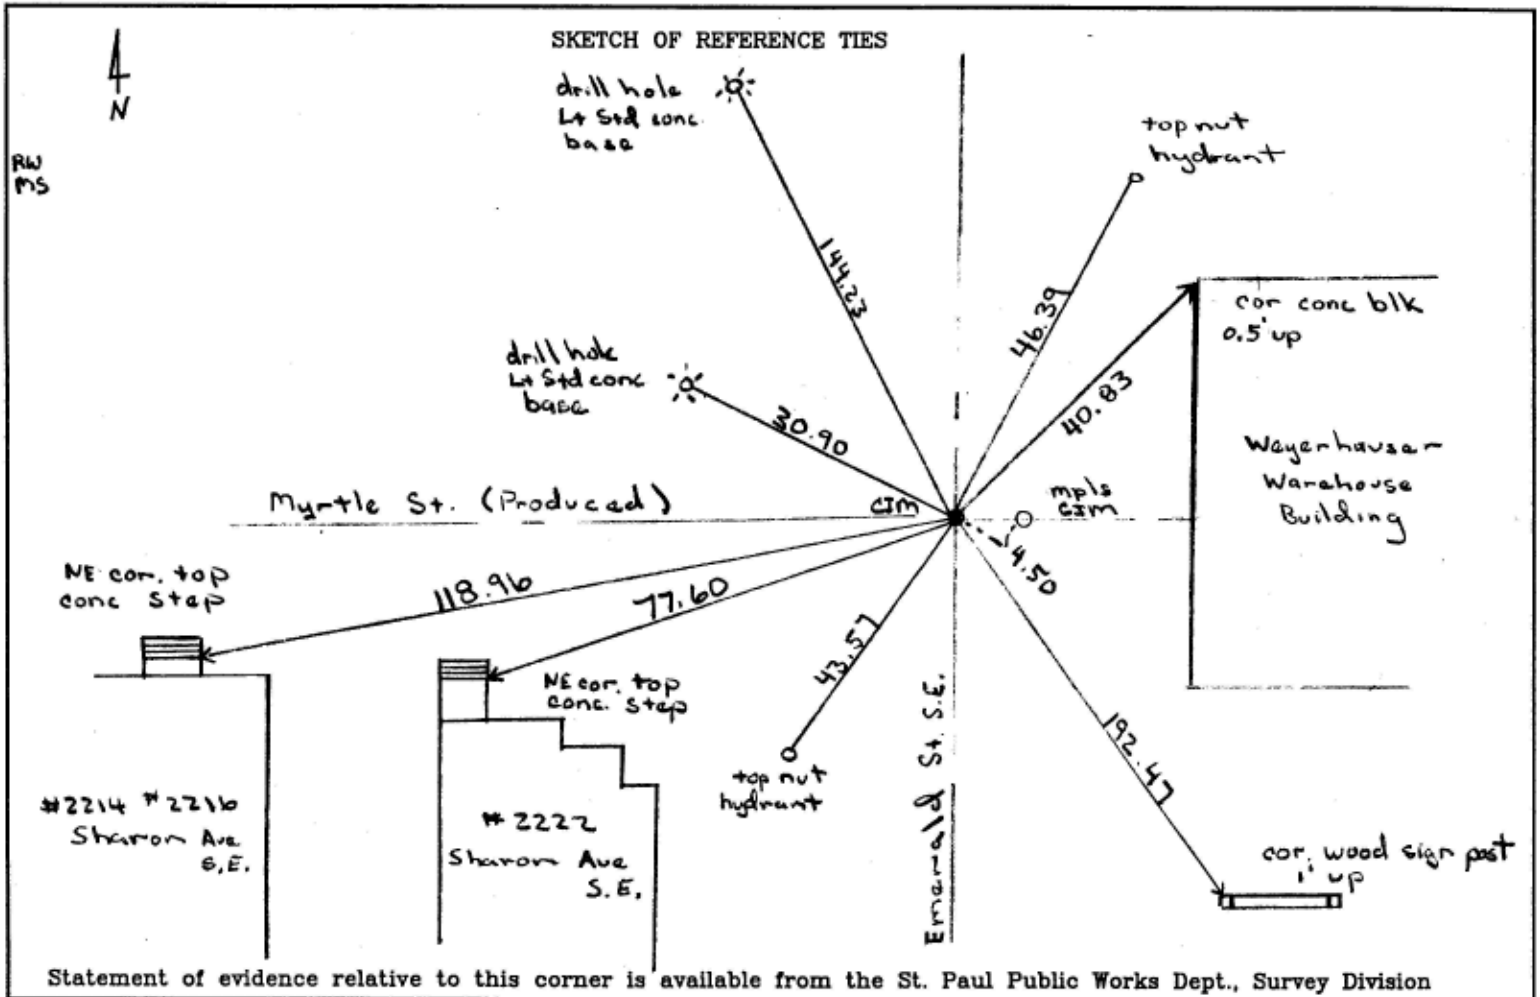 SKETCH OF REFERENCE TIES
N
RW
MS
drill hole
Lt Std conc.
base
top nut
hydrant
144.23
46.39
cor conc blk
0.5' up
drill hole
Lt Std conc
base
30.90
40.83
Weyerhauser
Warehouse
Building
Myrtle St. (Produced)
CIM
mpls
CIM
4.50
NE cor. top
conc step
118.96
77.60
43.57
NE cor. top
conc. step
Emerald St. S.E.
192.47
top nut
hydrant
#2214 #2216
Sharon Ave
S.E.
#2222
Sharon Ave
S.E.
cor. wood sign post
1' up
Statement of evidence relative to this corner is available from the St. Paul Public Works Dept., Survey Division